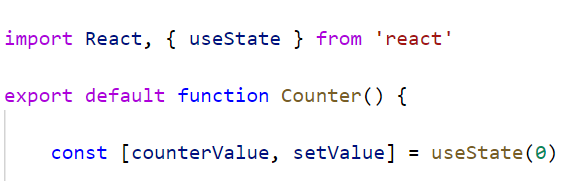 import React, { useState } from 'react'
export default function Counter() {
const [counterValue, setValue] = useState(0)